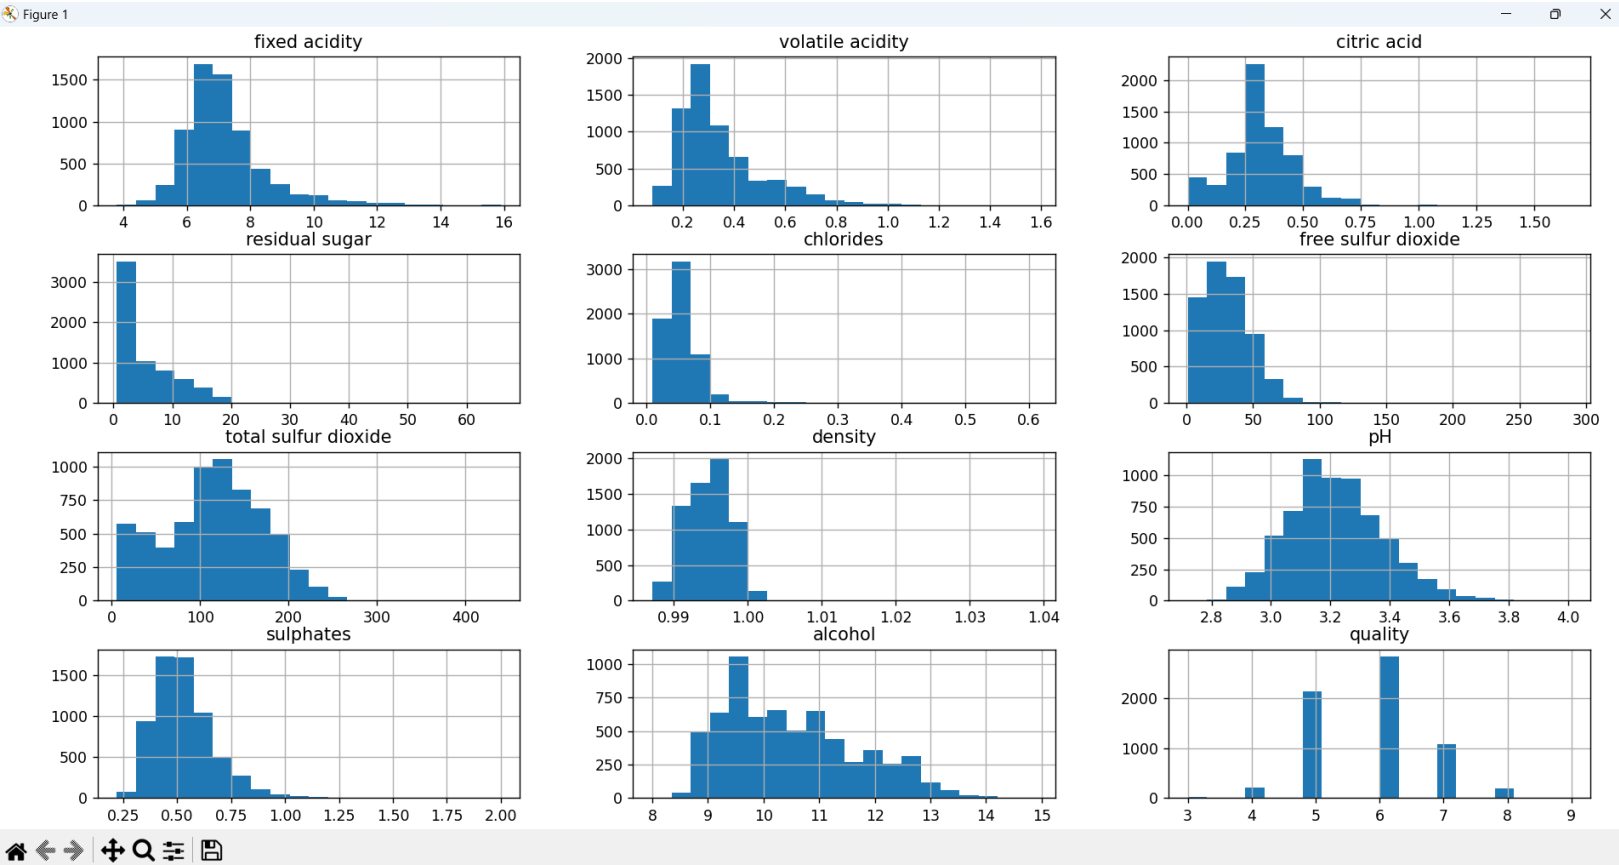 Figure 1
fixed acidity
1500
1000
500
0
4 6 8 10 12 14 16
volatile acidity
2000
1500
1000
500
0
0.2 0.4 0.6 0.8 1.0 1.2 1.4 1.6
citric acid
2000
1500
1000
500
0
0.00 0.25 0.50 0.75 1.00 1.25 1.50
residual sugar
3000
2000
1000
0
0 10 20 30 40 50 60
chlorides
3000
2000
1000
0
0.0 0.1 0.2 0.3 0.4 0.5 0.6
free sulfur dioxide
2000
1500
1000
500
0
0 50 100 150 200 250 300
total sulfur dioxide
1000
750
500
250
0
0 100 200 300 400
density
2000
1500
1000
500
0
0.99 1.00 1.01 1.02 1.03 1.04
pH
1000
750
500
250
0
2.8 3.0 3.2 3.4 3.6 3.8 4.0
sulphates
1500
1000
500
0
0.25 0.50 0.75 1.00 1.25 1.50 1.75 2.00
alcohol
1000
750
500
250
0
8 9 10 11 12 13 14 15
quality
2000
1000
0
3 4 5 6 7 8 9